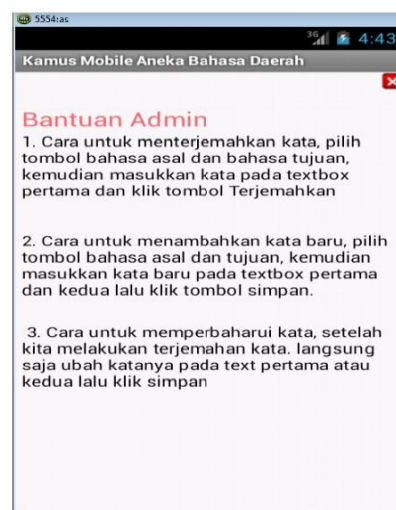 5554:as
3G 4:43
Kamus Mobile Aneka Bahasa Daerah
Bantuan Admin
1. Cara untuk menterjemahkan kata, pilih
tombol bahasa asal dan bahasa tujuan,
kemudian masukkan kata pada textbox
pertama dan klik tombol Terjemahkan
2. Cara untuk menambahkan kata baru, pilih
tombol bahasa asal dan tujuan, kemudian
masukkan kata baru pada textbox pertama
dan kedua lalu klik tombol simpan.
3. Cara untuk memperbaharui kata, setelah
kita melakukan terjemahan kata. langsung
saja ubah katanya pada text pertama atau
kedua lalu klik simpan